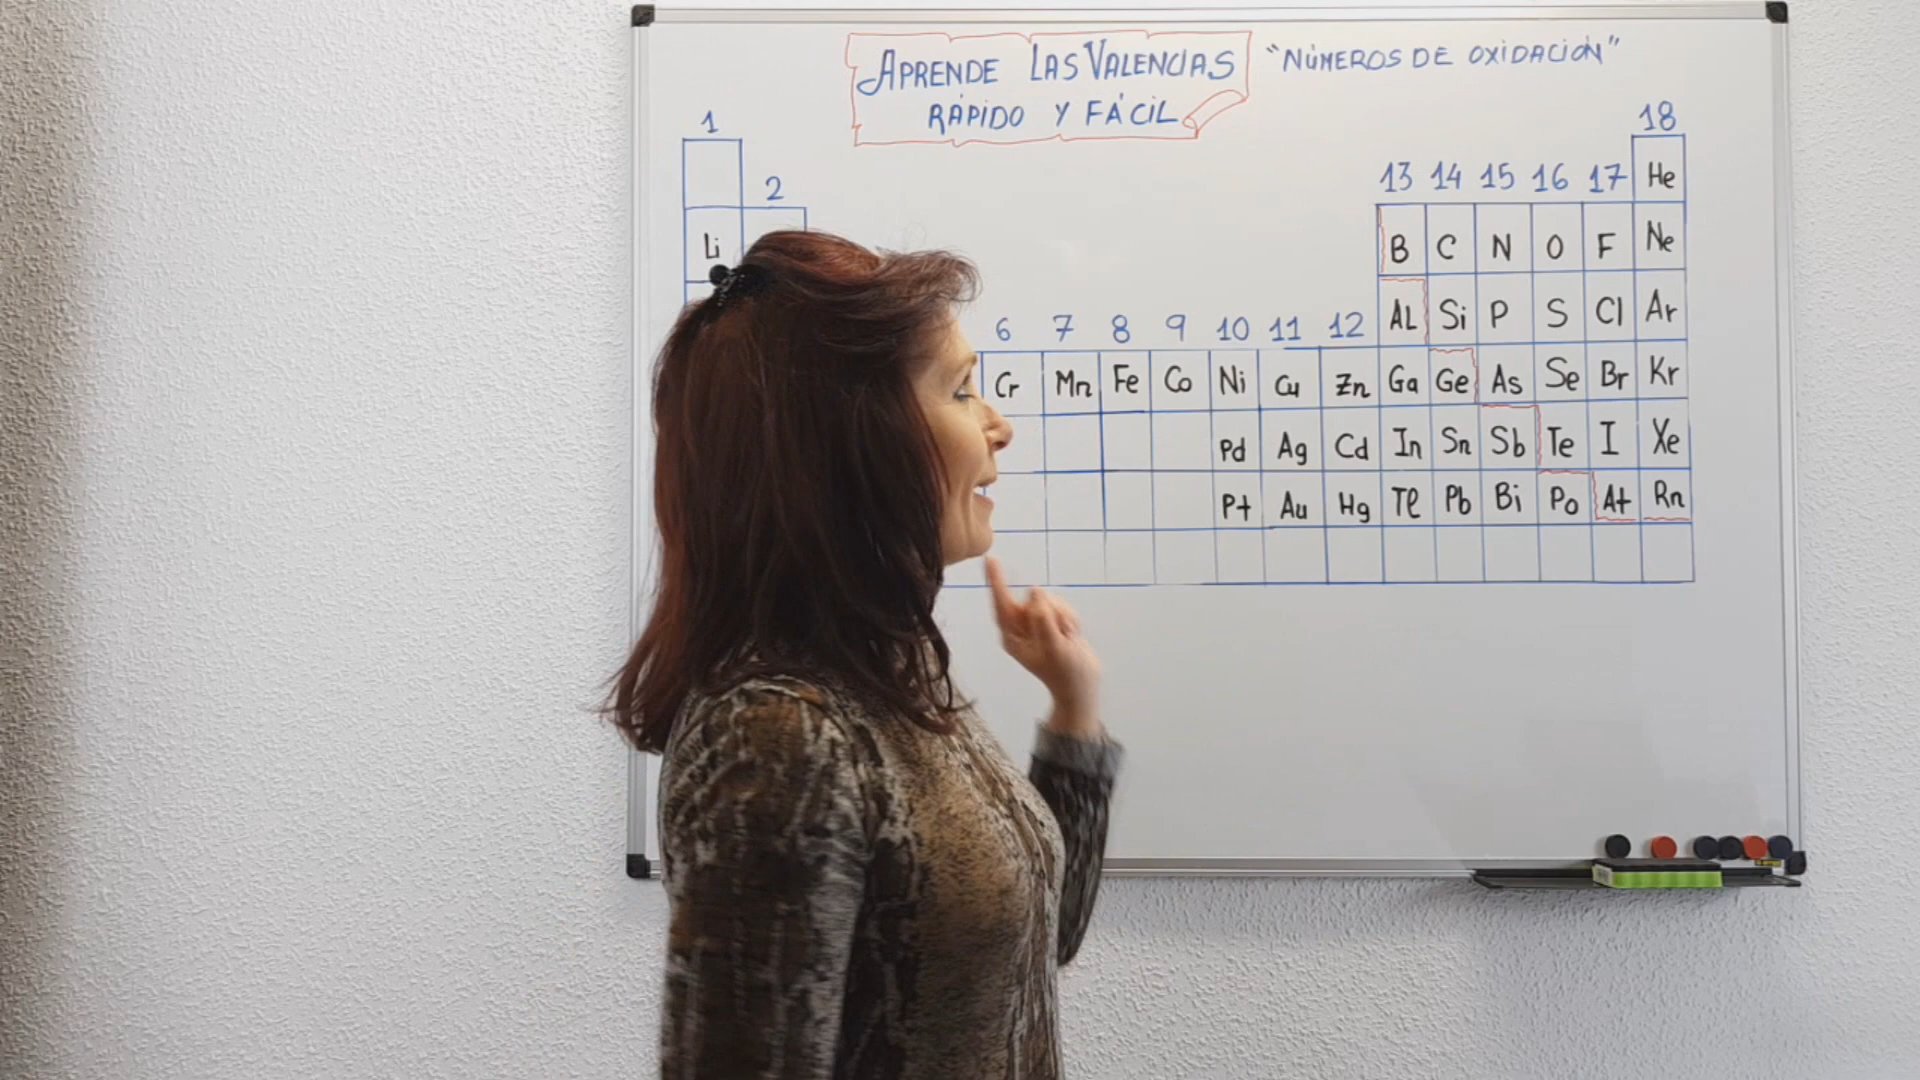 APRENDE LAS VALENCIAS "NÚMEROS DE OXIDACIÓN"
RÁPIDO Y FÁCIL
1 18
2 13 14 15 16 17 He
Li B C N O F Ne
6 7 8 9 10 11 12 AL Si P S Cl Ar
Cr Mn Fe Co Ni Cu Zn Ga Ge As Se Br Kr
Pd Ag Cd In Sn Sb Te I Xe
Pt Au Hg Tl Pb Bi Po At Rn